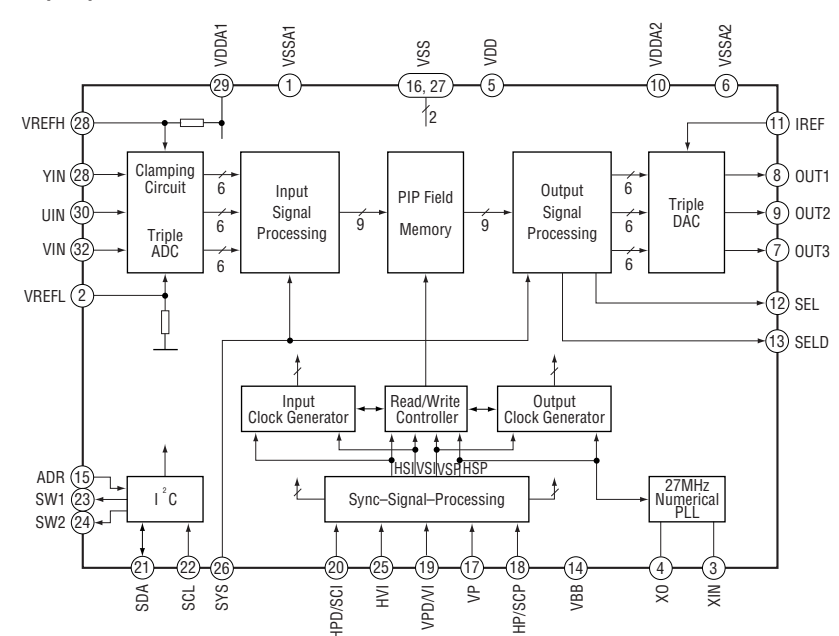 VDDA1
VSSA1
VSS
VDD
VDDA2
VSSA2
29
1
16, 27
5
10
6
2
VREFH 28
11 IREF
YIN 28
UIN 30
VIN 32
VREFL 2
Clamping
Circuit
Triple
ADC
6
6
6
Input
Signal
Processing
9
PIP Field
Memory
9
Output
Signal
Processing
6
6
6
Triple
DAC
8 OUT1
9 OUT2
7 OUT3
12 SEL
13 SELD
Input
Clock Generator
Read/Write
Controller
Output
Clock Generator
HSI VSI VSP HSP
ADR 15
SW1 23
SW2 24
I2C
Sync–Signal–Processing
27MHz
Numerical
PLL
21
22
26
20
25
19
17
18
14
4
3
SDA
SCL
SYS
HPD/SCI
HVI
VPD/VI
VP
HP/SCP
VBB
XO
XIN